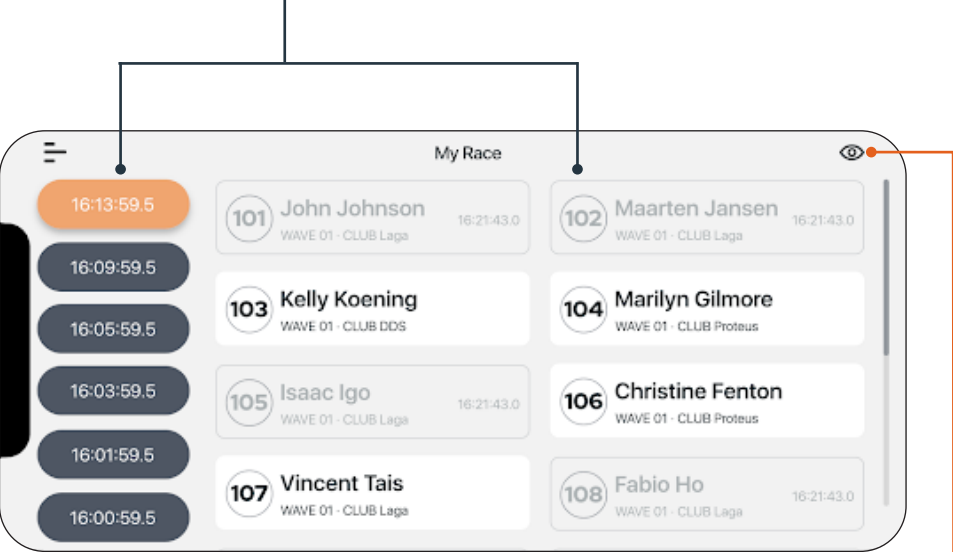 My Race
16:13:59.5
16:09:59.5
16:05:59.5
16:03:59.5
16:01:59.5
16:00:59.5
101 John Johnson 16:21:43.0
WAVE 01 · CLUB Laga
102 Maarten Jansen 16:21:43.0
WAVE 01 · CLUB Laga
103 Kelly Koening
WAVE 01 · CLUB DDS
104 Marilyn Gilmore
WAVE 01 · CLUB Proteus
105 Isaac Igo 16:21:43.0
WAVE 01 · CLUB Laga
106 Christine Fenton
WAVE 01 · CLUB Proteus
107 Vincent Tais
WAVE 01 · CLUB Laga
108 Fabio Ho 16:21:43.0
WAVE 01 · CLUB Laga